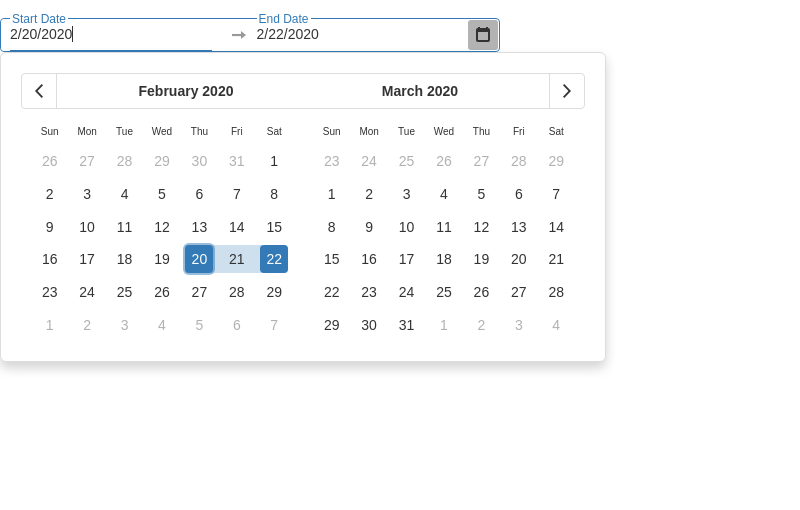 Start Date End Date
2/20/2020 2/22/2020
February 2020 March 2020
Sun Mon Tue Wed Thu Fri Sat Sun Mon Tue Wed Thu Fri Sat
26 27 28 29 30 31 1 23 24 25 26 27 28 29
2 3 4 5 6 7 8 1 2 3 4 5 6 7
9 10 11 12 13 14 15 8 9 10 11 12 13 14
16 17 18 19 20 21 22 15 16 17 18 19 20 21
23 24 25 26 27 28 29 22 23 24 25 26 27 28
1 2 3 4 5 6 7 29 30 31 1 2 3 4